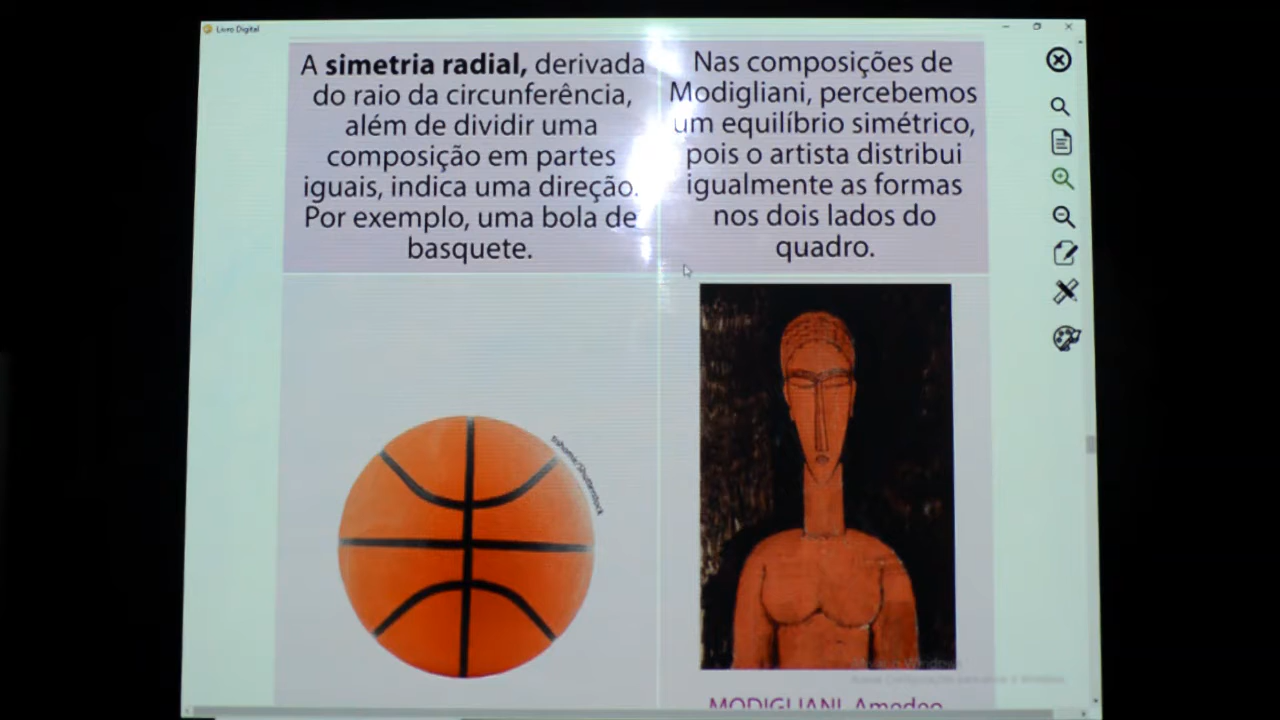 Livro Digital
A simetria radial, derivada
do raio da circunferência,
além de dividir uma
composição em partes
iguais, indica uma direção.
Por exemplo, uma bola de
basquete.
Nas composições de
Modigliani, percebemos
um equilíbrio simétrico,
pois o artista distribui
igualmente as formas
nos dois lados do
quadro.
MODIGLIANI, Amedeo